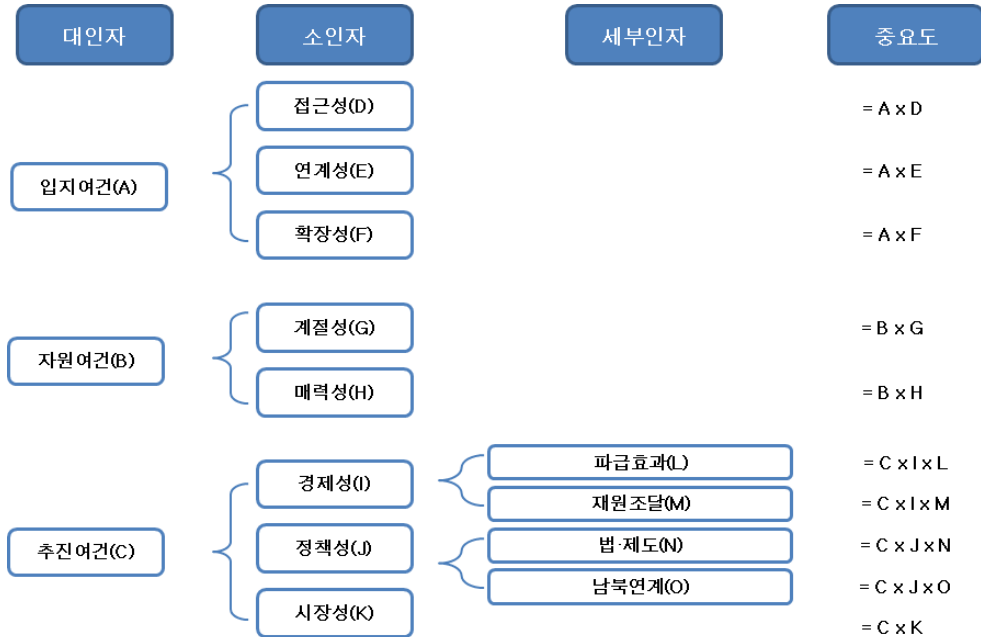 대인자 소인자 세부인자 중요도
접근성(D) = A x D
입지여건(A) 연계성(E) = A x E
확장성(F) = A x F
계절성(G) = B x G
자원여건(B)
매력성(H) = B x H
파급효과(L) = C x I x L
경제성(I)
재원조달(M) = C x I x M
추진여건(C) 정책성(J) 법·제도(N) = C x J x N
남북연계(O) = C x J x O
시장성(K) = C x K